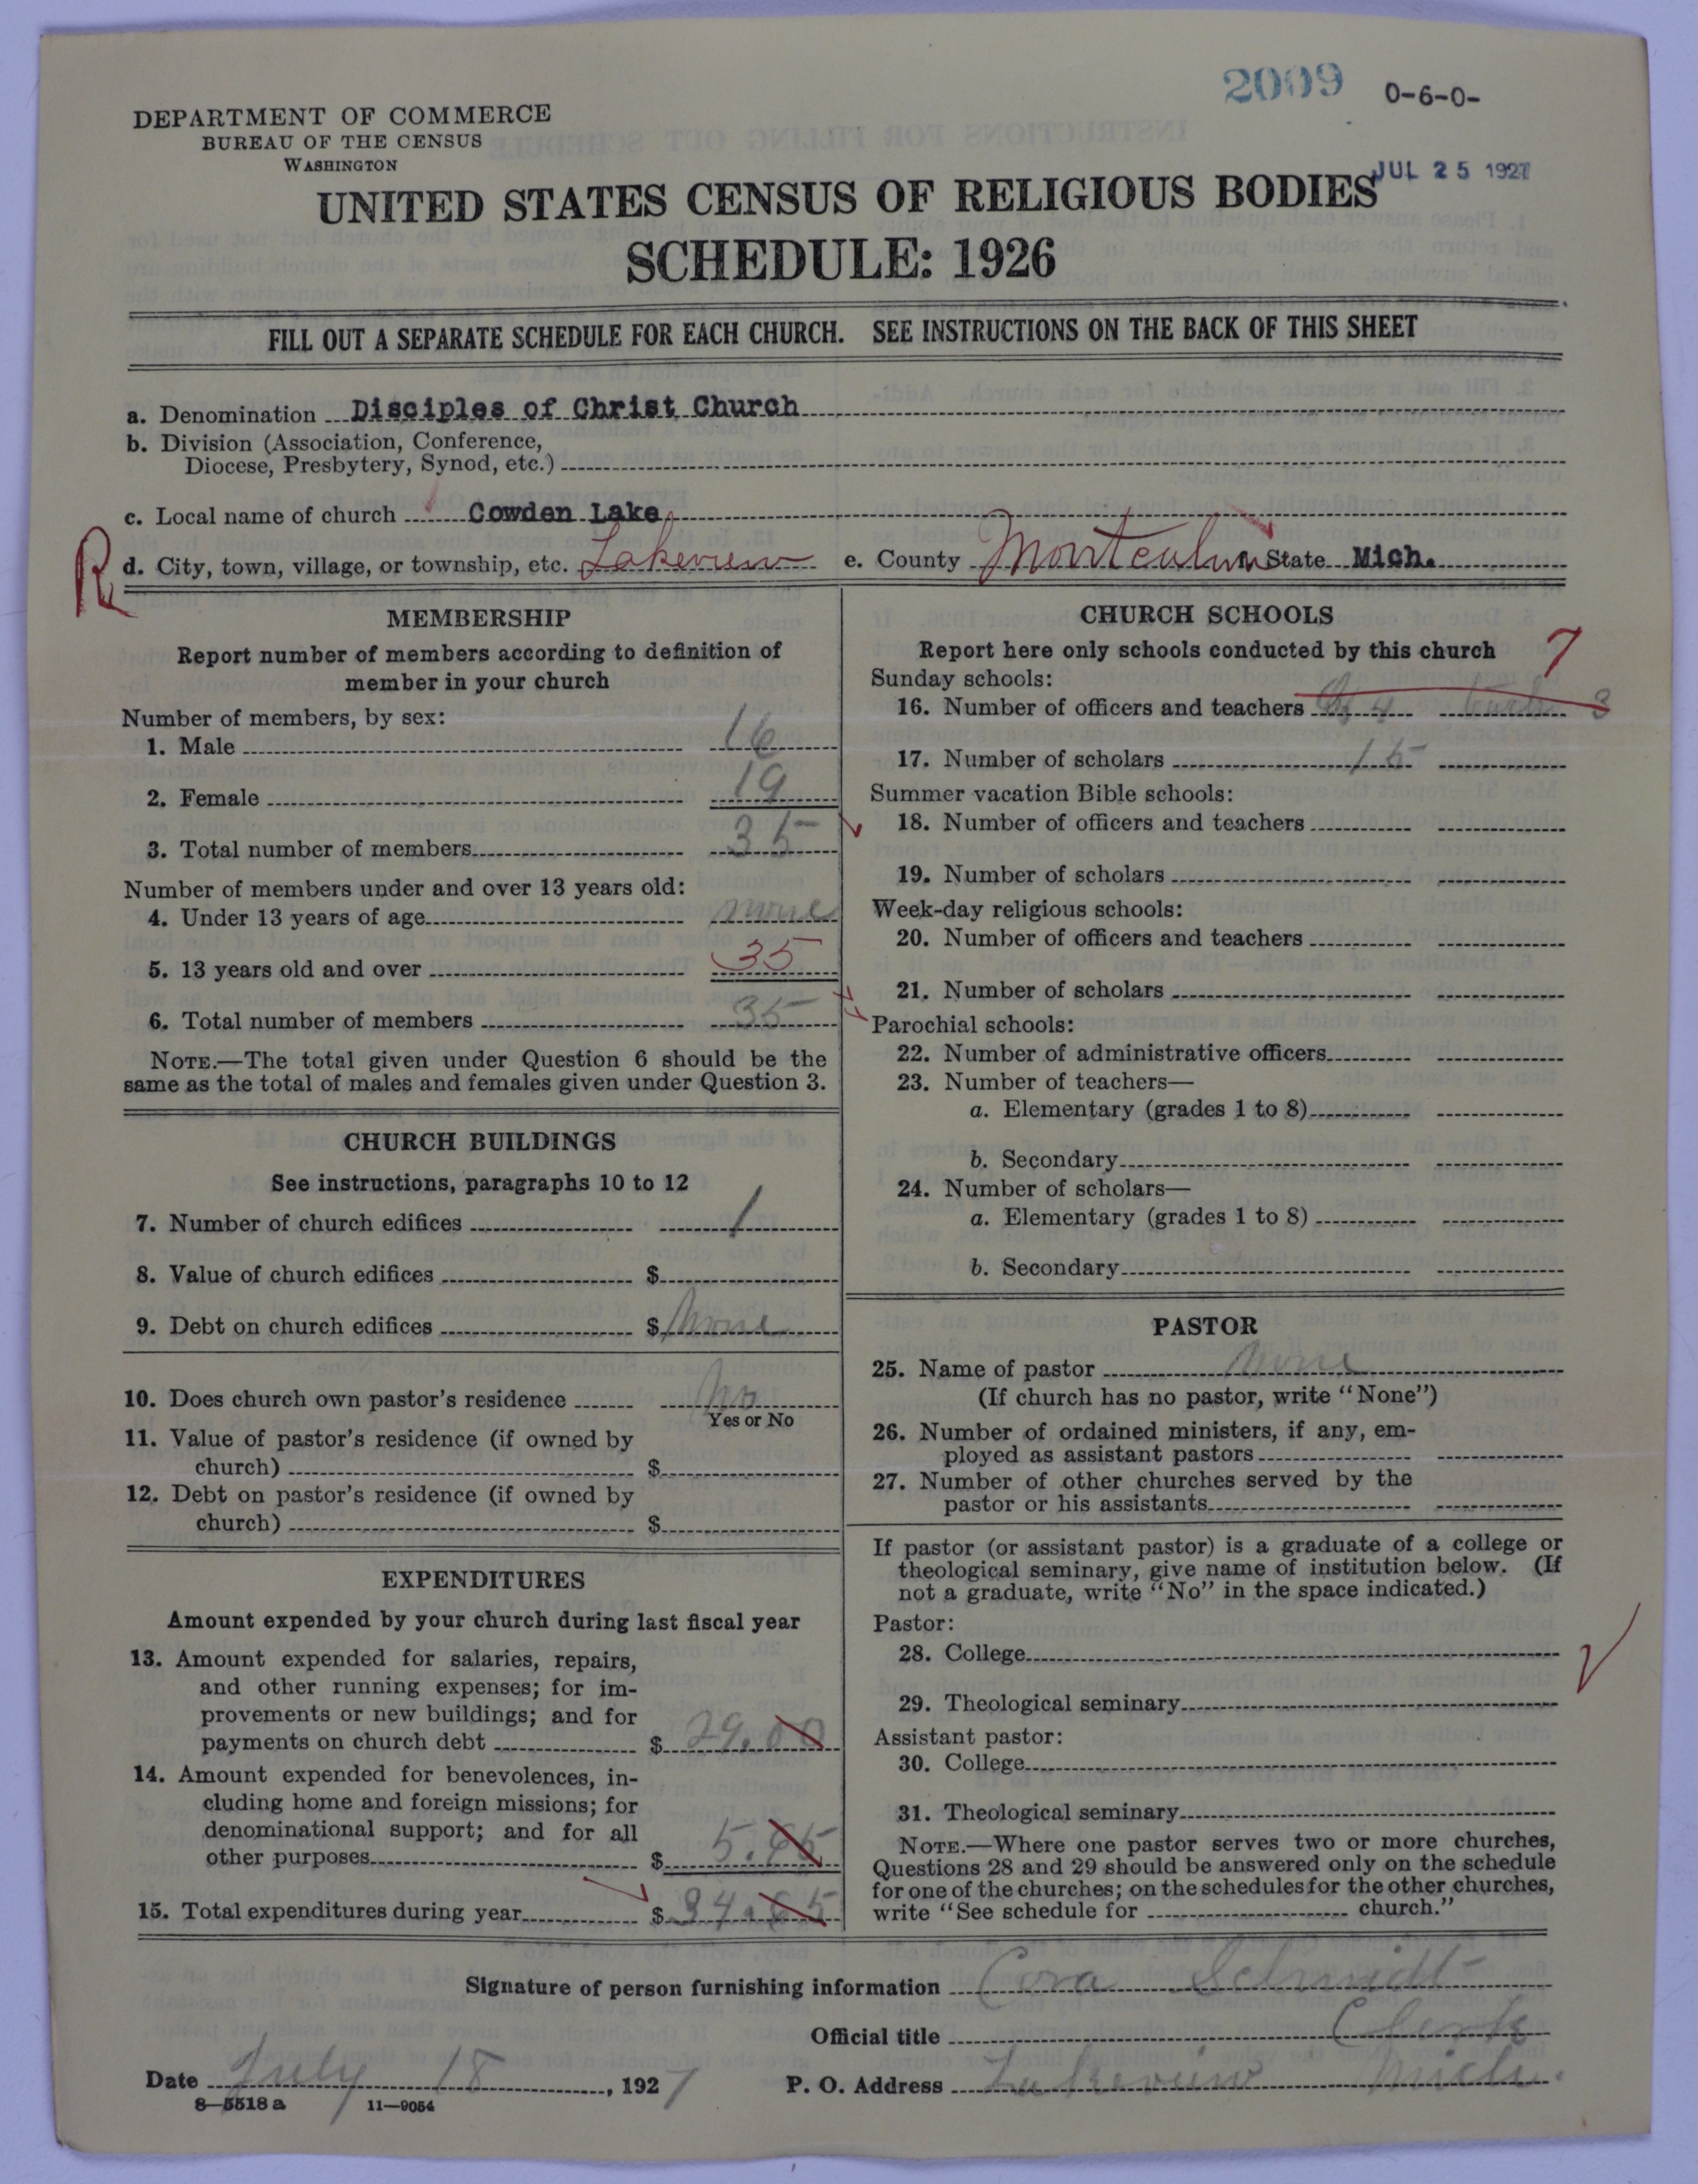 2009 0-6-0-
DEPARTMENT OF COMMERCE
BUREAU OF THE CENSUS
WASHINGTON
JUL 25 1927
UNITED STATES CENSUS OF RELIGIOUS BODIES
SCHEDULE: 1926
FILL OUT A SEPARATE SCHEDULE FOR EACH CHURCH. SEE INSTRUCTIONS ON THE BACK OF THIS SHEET
a. Denomination Disciples of Christ Church
b. Division (Association, Conference,
Diocese, Presbytery, Synod, etc.)
c. Local name of church Cowden Lake
R d. City, town, village, or township, etc. Lakeview e. County Montcalm State Mich.
MEMBERSHIP
Report number of members according to definition of
member in your church
Number of members, by sex:
1. Male 16
2. Female 19
3. Total number of members 35
Number of members under and over 13 years old:
4. Under 13 years of age none
5. 13 years old and over 35
6. Total number of members 35
NOTE.—The total given under Question 6 should be the
same as the total of males and females given under Question 3.
CHURCH BUILDINGS
See instructions, paragraphs 10 to 12
7. Number of church edifices 1
8. Value of church edifices $
9. Debt on church edifices $ None
10. Does church own pastor's residence No
Yes or No
11. Value of pastor's residence (if owned by
church) $
12. Debt on pastor's residence (if owned by
church) $
EXPENDITURES
Amount expended by your church during last fiscal year
13. Amount expended for salaries, repairs,
and other running expenses; for im-
provements or new buildings; and for
payments on church debt $ 29.00
14. Amount expended for benevolences, in-
cluding home and foreign missions; for
denominational support; and for all
other purposes $ 5.65
15. Total expenditures during year $ 34.65
CHURCH SCHOOLS
Report here only schools conducted by this church 7
Sunday schools:
16. Number of officers and teachers 4 3
17. Number of scholars 15
Summer vacation Bible schools:
18. Number of officers and teachers
19. Number of scholars
Week-day religious schools:
20. Number of officers and teachers
21. Number of scholars
Parochial schools:
22. Number of administrative officers
23. Number of teachers—
a. Elementary (grades 1 to 8)
b. Secondary
24. Number of scholars—
a. Elementary (grades 1 to 8)
b. Secondary
PASTOR
25. Name of pastor None
(If church has no pastor, write "None")
26. Number of ordained ministers, if any, em-
ployed as assistant pastors
27. Number of other churches served by the
pastor or his assistants
If pastor (or assistant pastor) is a graduate of a college or
theological seminary, give name of institution below. (If
not a graduate, write "No" in the space indicated.)
Pastor:
28. College
29. Theological seminary
Assistant pastor:
30. College
31. Theological seminary
NOTE.—Where one pastor serves two or more churches,
Questions 28 and 29 should be answered only on the schedule
for one of the churches; on the schedules for the other churches,
write "See schedule for church."
Signature of person furnishing information Cora Schmidt
Official title Clerk
Date July 18, 1927 P. O. Address Lakeview Mich.
8—5518 a 11—9054